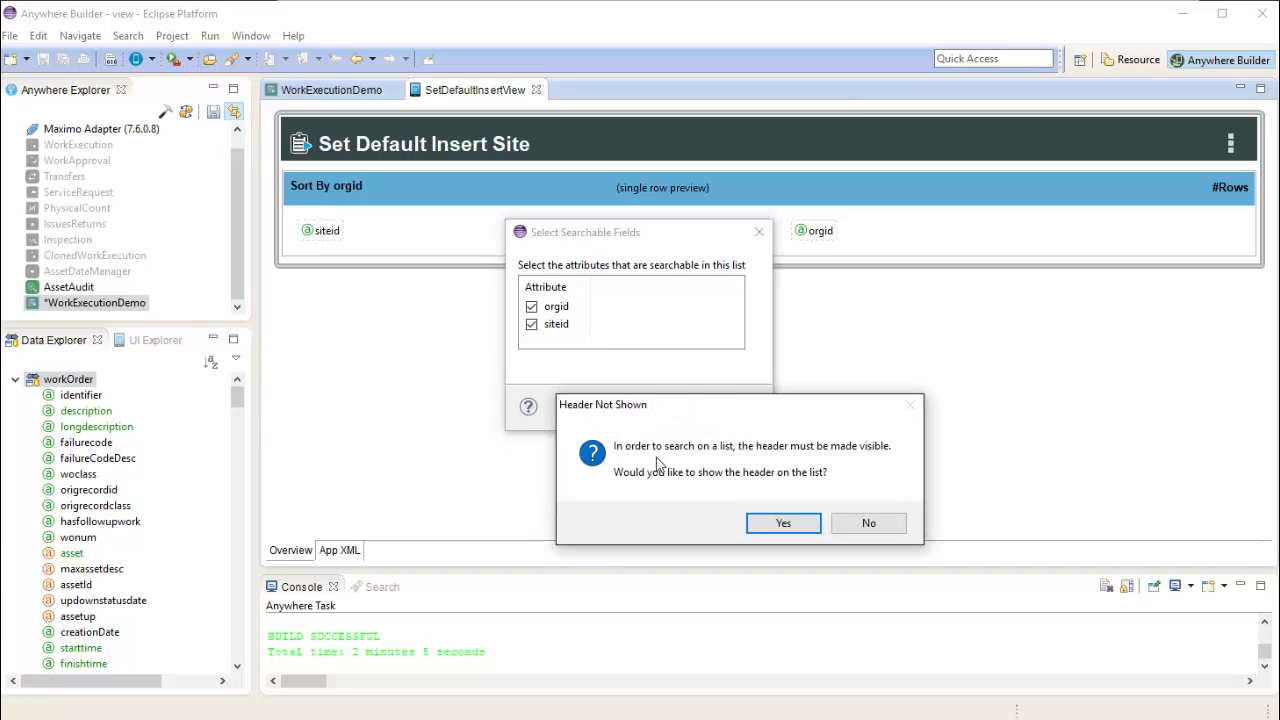 Anywhere Builder - view - Eclipse Platform
File Edit Navigate Search Project Run Window Help
Quick Access
Resource
Anywhere Builder
Anywhere Explorer
Maximo Adapter (7.6.0.8)
WorkExecution
WorkApproval
Transfers
ServiceRequest
PhysicalCount
IssuesReturns
Inspection
ClonedWorkExecution
AssetDataManager
AssetAudit
*WorkExecutionDemo
Data Explorer
UI Explorer
workOrder
identifier
description
longdescription
failurecode
failureCodeDesc
woclass
origrecordid
origrecordclass
hasfollowupwork
wonum
asset
maxassetdesc
assetId
updownstatusdate
assetup
creationDate
starttime
finishtime
WorkExecutionDemo
SetDefaultInsertView
Set Default Insert Site
Sort By orgid
(single row preview)
#Rows
siteid
orgid
Select Searchable Fields
Select the attributes that are searchable in this list
Attribute
orgid
siteid
Header Not Shown
In order to search on a list, the header must be made visible.
Would you like to show the header on the list?
Yes
No
Overview
App XML
Console
Search
Anywhere Task
BUILD SUCCESSFUL
Total time: 2 minutes 5 seconds